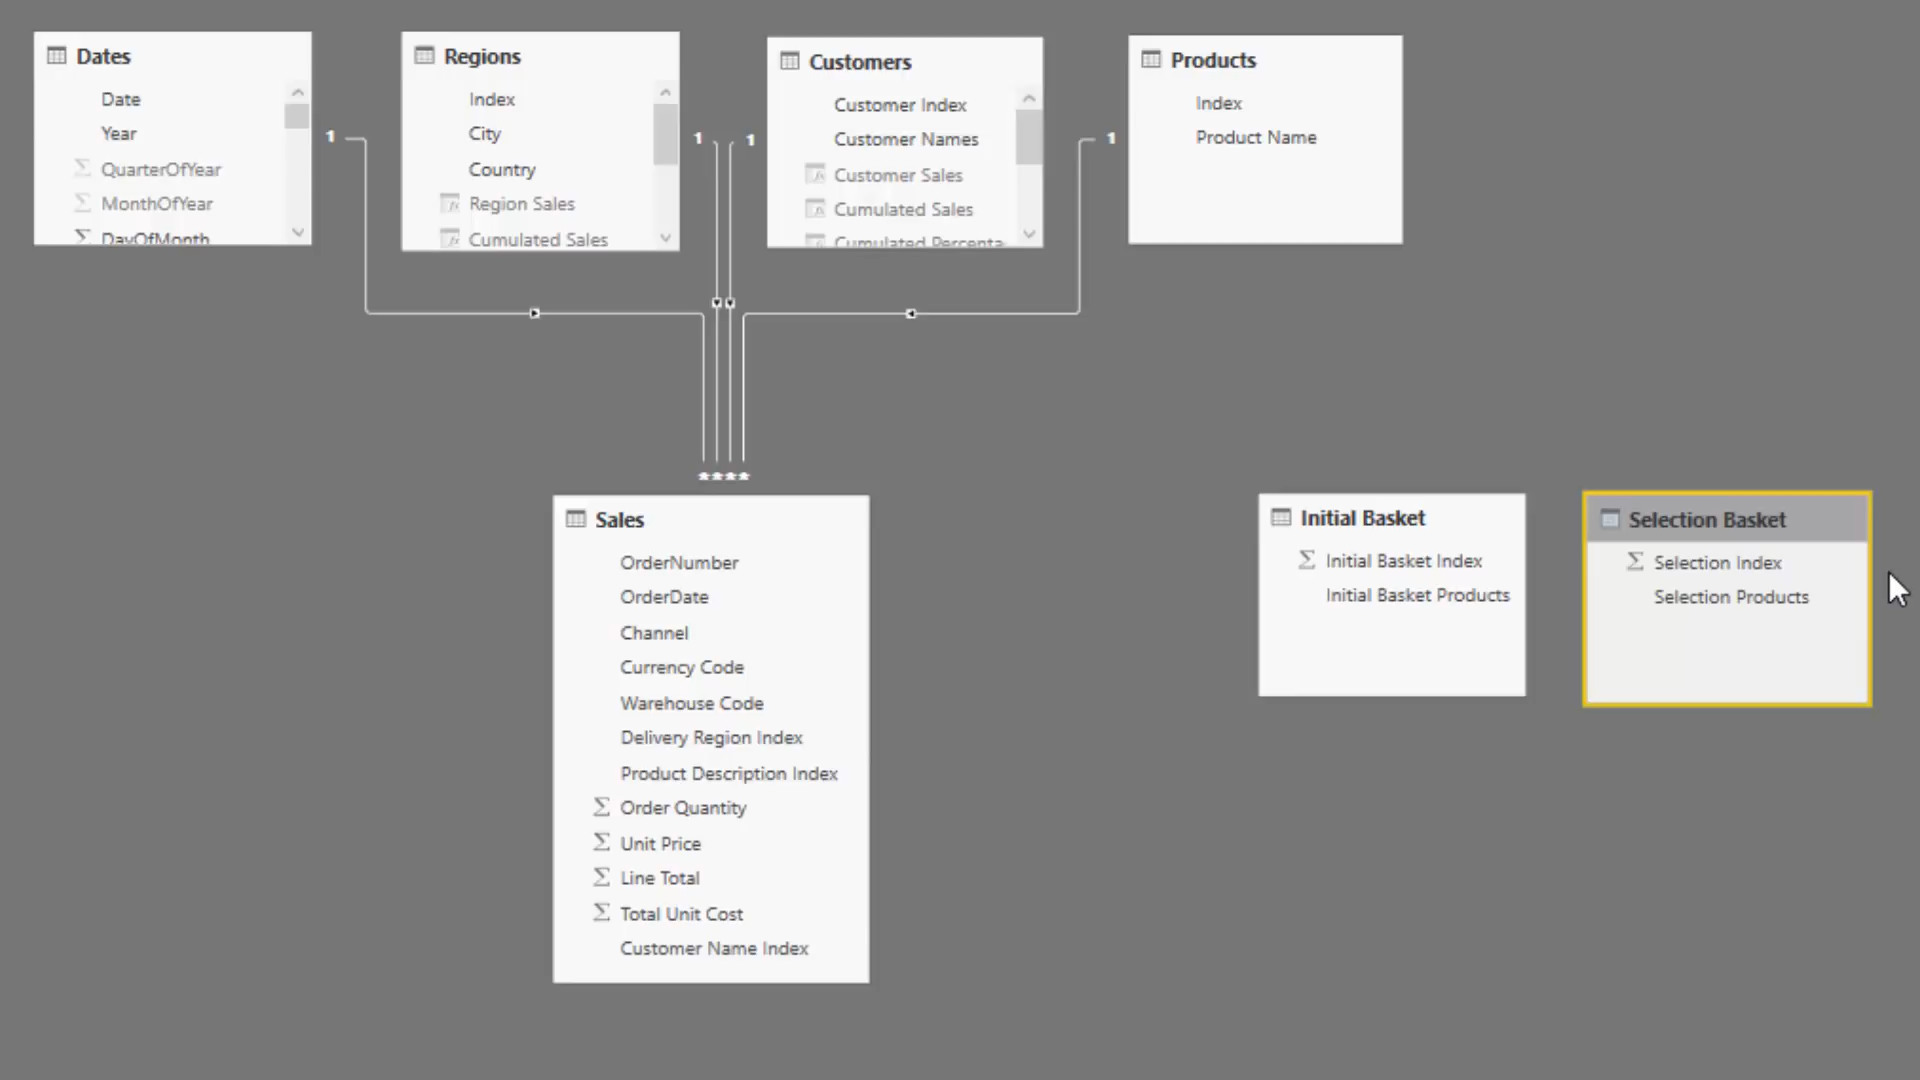 Dates
Date
Year
QuarterOfYear
MonthOfYear
DayOfMonth
1
Regions
Index
City
Country
Region Sales
Cumulated Sales
1
1
Customers
Customer Index
Customer Names
Customer Sales
Cumulated Sales
Cumulated Percenta
1
Products
Index
Product Name
****
Sales
OrderNumber
OrderDate
Channel
Currency Code
Warehouse Code
Delivery Region Index
Product Description Index
Order Quantity
Unit Price
Line Total
Total Unit Cost
Customer Name Index
Initial Basket
Initial Basket Index
Initial Basket Products
Selection Basket
Selection Index
Selection Products